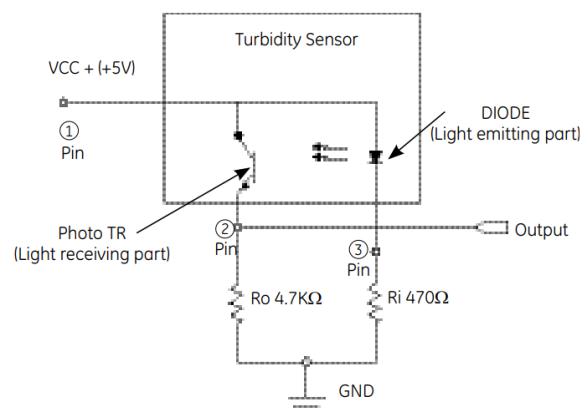 Turbidity Sensor
VCC + (+5V)
① 
Pin
DIODE
(Light emitting part)
Photo TR
(Light receiving part)
②
Pin
③
Pin
Output
Ro 4.7KΩ
Ri 470Ω
GND